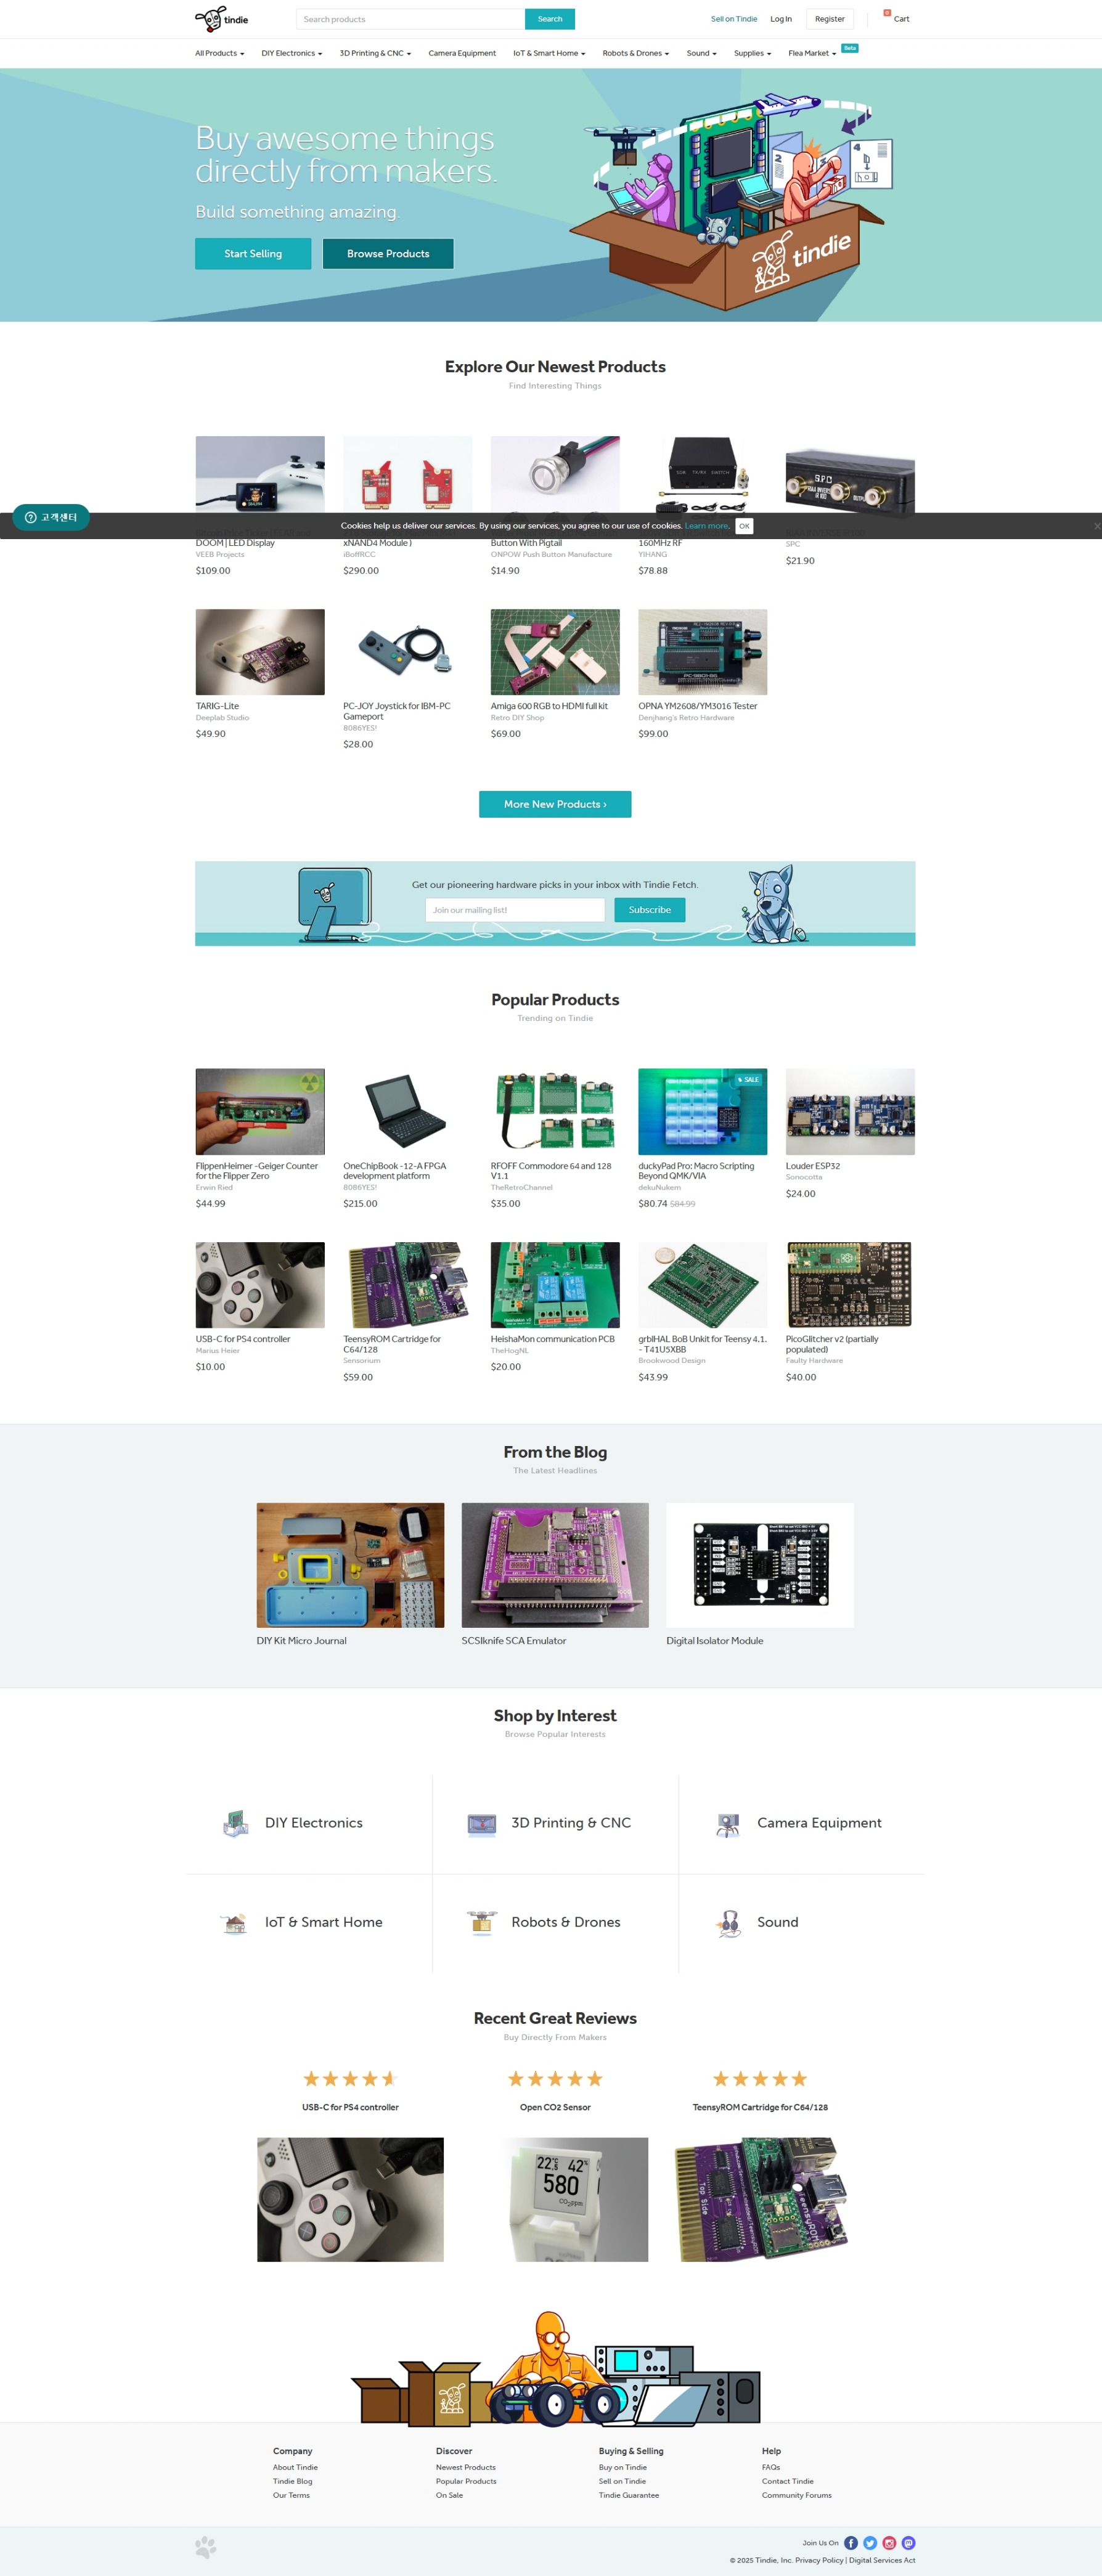 tindie
Search products
Search
Sell on Tindie
Log In
Register
0
Cart
All Products
DIY Electronics
3D Printing & CNC
Camera Equipment
IoT & Smart Home
Robots & Drones
Sound
Supplies
Flea Market
Beta
Buy awesome things
directly from makers.
Build something amazing.
Start Selling
Browse Products
2
4
tindie
Explore Our Newest Products
Find Interesting Things
SDR TX/RX SWITCH
SPC
고객센터
Cookies help us deliver our services. By using our services, you agree to our use of cookies. Learn more. OK
DOOM | LED Display
VEEB Projects
$109.00
xNAND4 Module )
iBoffRCC
$290.00
Button With Pigtail
ONPOW Push Button Manufacture
$14.90
160MHz RF
YIHANG
$78.88
SPC
$21.90
TARIG-Lite
Deeplab Studio
$49.90
PC-JOY Joystick for IBM-PC
Gameport
8086YES!
$28.00
Amiga 600 RGB to HDMI full kit
Retro DIY Shop
$69.00
OPNA YM2608/YM3016 Tester
Denjhang's Retro Hardware
$99.00
More New Products ›
Get our pioneering hardware picks in your inbox with Tindie Fetch.
Join our mailing list!
Subscribe
Popular Products
Trending on Tindie
SALE
FlippenHeimer - Geiger Counter
for the Flipper Zero
Erwin Ried
$44.99
OneChipBook -12-A FPGA
development platform
8086YES!
$215.00
RFOFF Commodore 64 and 128
V1.1
TheRetroChannel
$35.00
duckyPad Pro: Macro Scripting
Beyond QMK/VIA
dekuNukem
$80.74 $84.99
Louder ESP32
Sonocotta
$24.00
USB-C for PS4 controller
Marius Heier
$10.00
TeensyROM Cartridge for
C64/128
Sensorium
$59.00
HeishaMon communication PCB
TheHogNL
$20.00
grblHAL BoB Unkit for Teensy 4.1.
- T41U5XBB
Brookwood Design
$43.99
PicoGlitcher v2 (partially
populated)
Faulty Hardware
$40.00
From the Blog
The Latest Headlines
DIY Kit Micro Journal
SCSIknife SCA Emulator
Digital Isolator Module
Shop by Interest
Browse Popular Interests
DIY Electronics
3D Printing & CNC
Camera Equipment
IoT & Smart Home
Robots & Drones
Sound
Recent Great Reviews
Buy Directly From Makers
USB-C for PS4 controller
Open CO2 Sensor
TeensyROM Cartridge for C64/128
22.5 42%
580
CO2 ppm
Top Side
TeensyROM
Company
About Tindie
Tindie Blog
Our Terms
Discover
Newest Products
Popular Products
On Sale
Buying & Selling
Buy on Tindie
Sell on Tindie
Tindie Guarantee
Help
FAQs
Contact Tindie
Community Forums
Join Us On
© 2025 Tindie, Inc. Privacy Policy | Digital Services Act